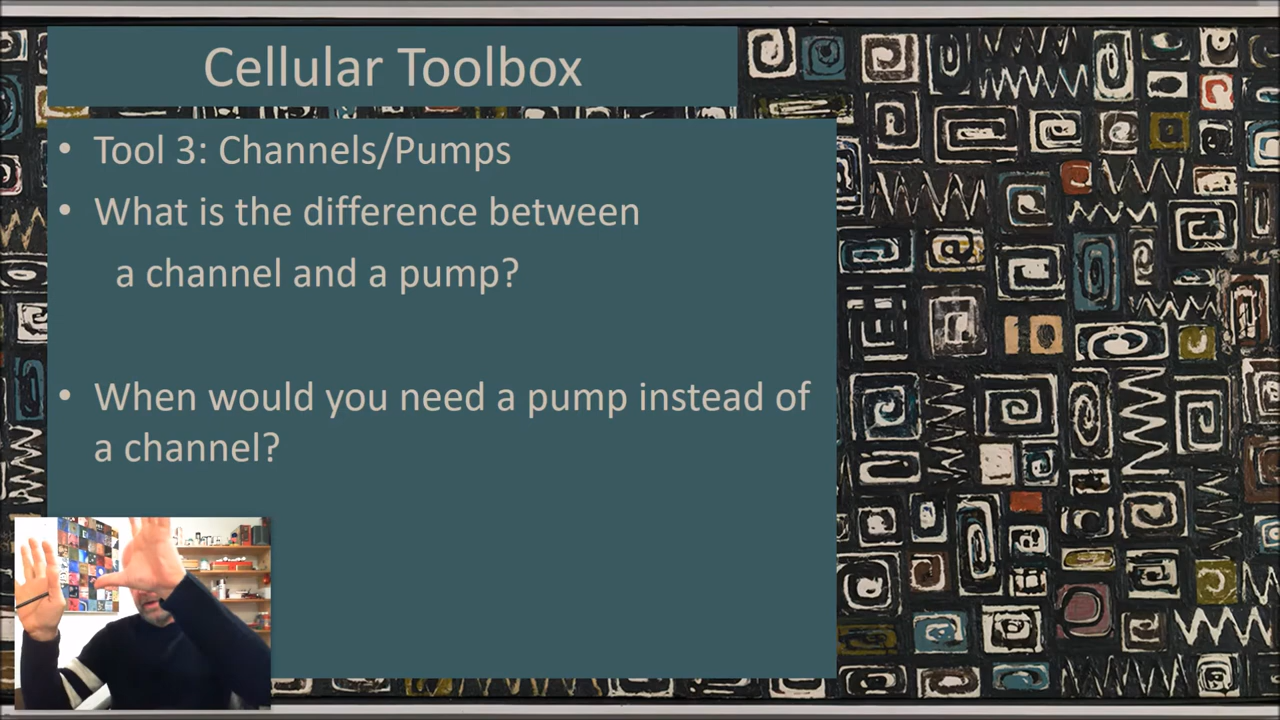 Cellular Toolbox
• Tool 3: Channels/Pumps
• What is the difference between
a channel and a pump?
• When would you need a pump instead of
a channel?